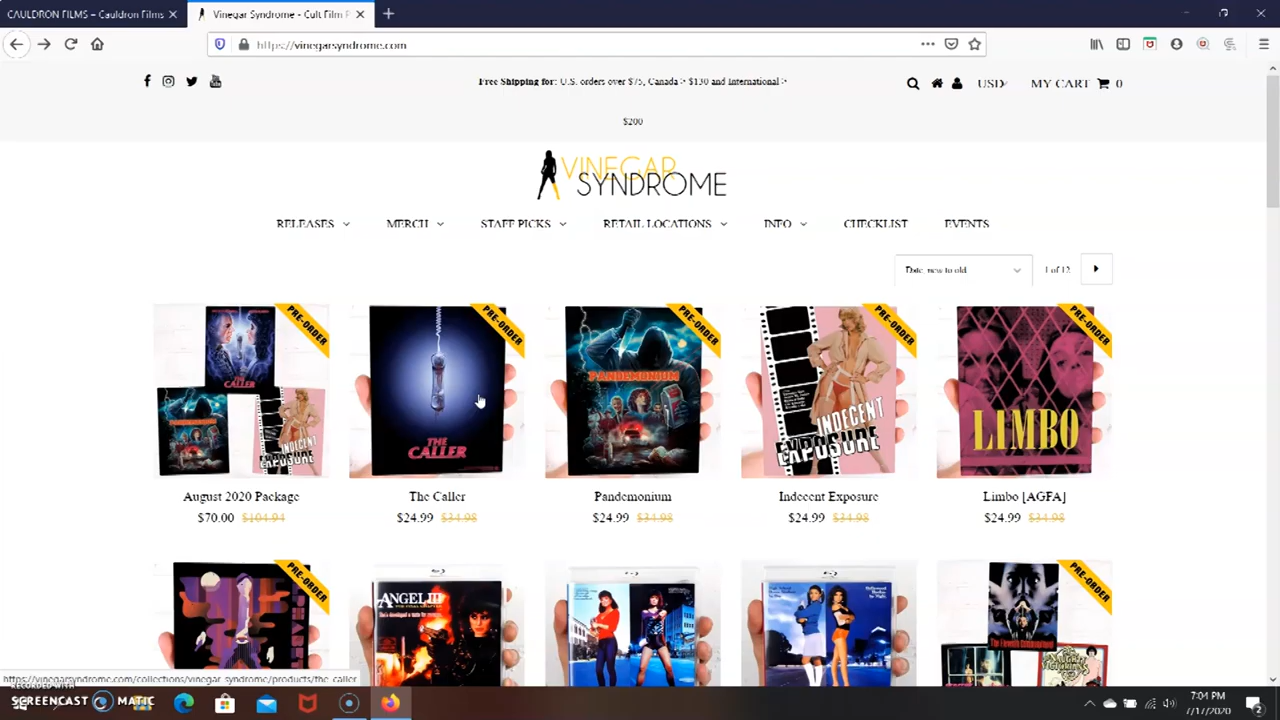 CAULDRON FILMS – Cauldron Films
Vinegar Syndrome - Cult Film R
https://vinegarsyndrome.com
Free Shipping for: U.S. orders over $75, Canada > $130 and International >
$200
USD
MY CART 0
VINEGAR
SYNDROME
RELEASES
MERCH
STAFF PICKS
RETAIL LOCATIONS
INFO
CHECKLIST
EVENTS
Date, new to old
1 of 12
PRE-ORDER
PRE-ORDER
PRE-ORDER
PRE-ORDER
PRE-ORDER
THE CALLER
PANDEMONIUM
INDECENT EXPOSURE
THE
CALLER
PANDEMONIUM
INDECENT
EXPOSURE
LIMBO
August 2020 Package
The Caller
Pandemonium
Indecent Exposure
Limbo [AGFA]
$70.00 $104.94
$24.99 $34.98
$24.99 $34.98
$24.99 $34.98
$24.99 $34.98
PRE-ORDER
ANGEL III
THE FINAL CHAPTER
PRE-ORDER
https://vinegarsyndrome.com/collections/vinegar_syndrome/products/the_caller
RECORDED WITH
SCREENCAST MATIC
7:04 PM
7/17/2020
2